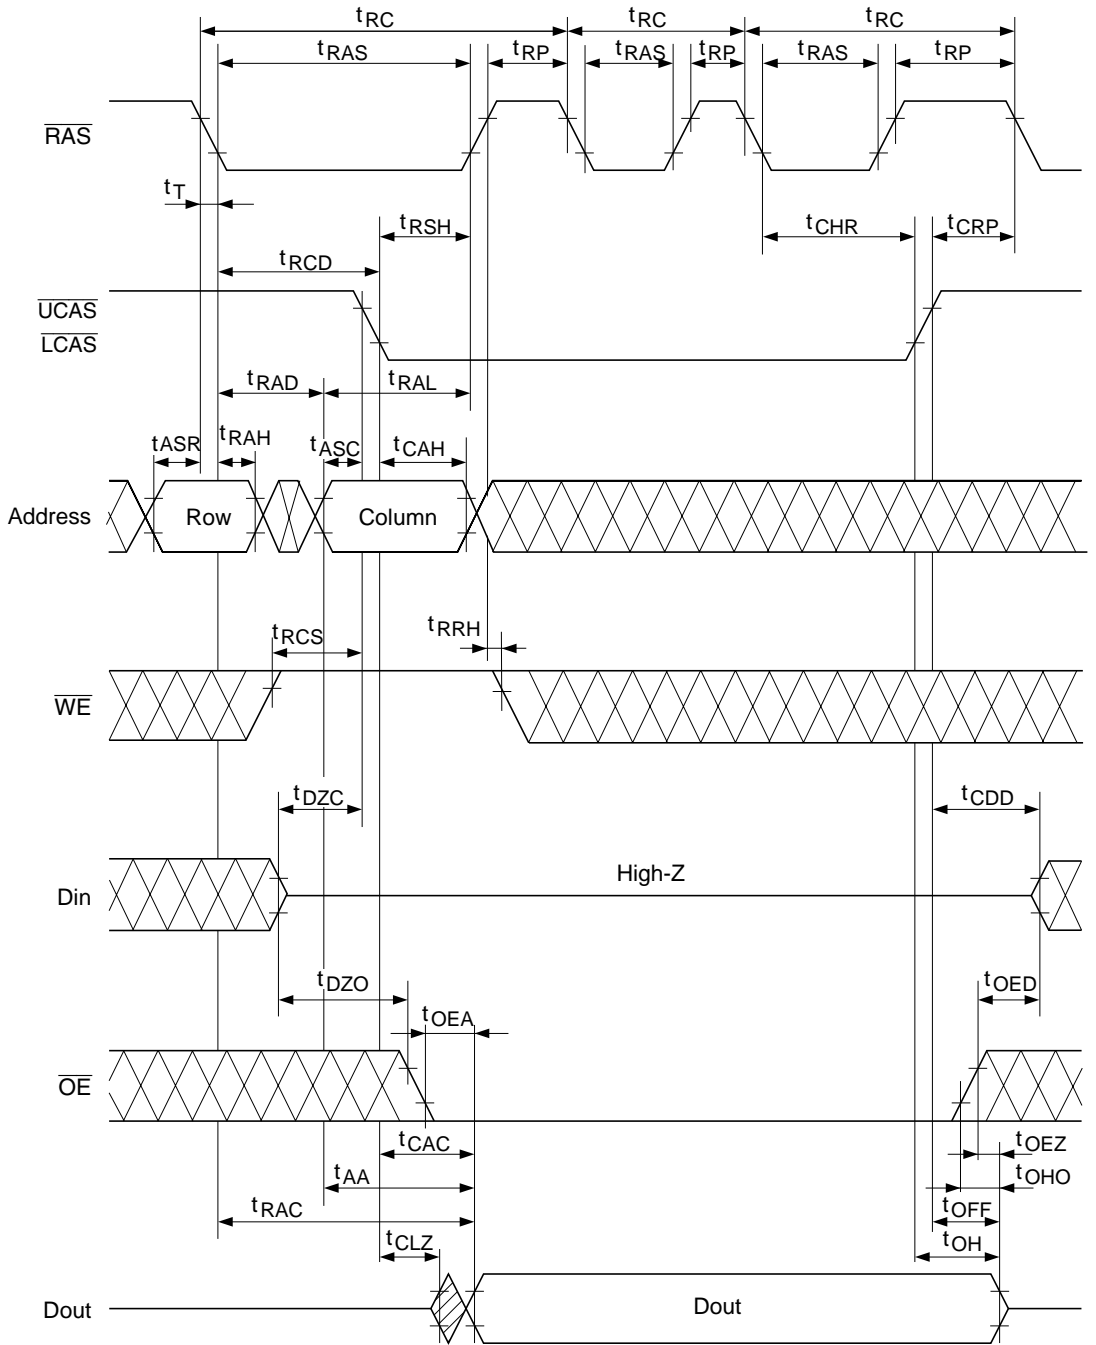 tRC tRC tRC
tRAS tRP tRAS tRP tRAS tRP
RAS
tT
tRSH tCHR tCRP
tRCD
UCAS
LCAS
tRAD tRAL
tASR tRAH tASC tCAH
Address Row Column
tRRH
tRCS
WE
tDZC tCDD
High-Z
Din
tDZO tOED
tOEA
OE
tCAC tOEZ
tAA tOHO
tRAC tOFF
tCLZ tOH
Dout Dout